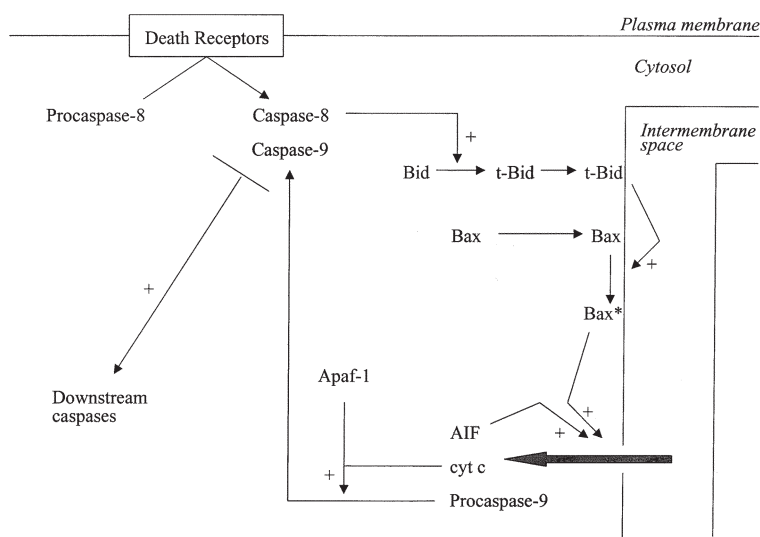 Plasma membrane
Death Receptors
Cytosol
Procaspase-8
Caspase-8
Intermembrane
space
+
Caspase-9
Bid
t-Bid
t-Bid
Bax
Bax
+
+
Bax*
Downstream
caspases
Apaf-1
+
AIF
+
cyt c
+
Procaspase-9